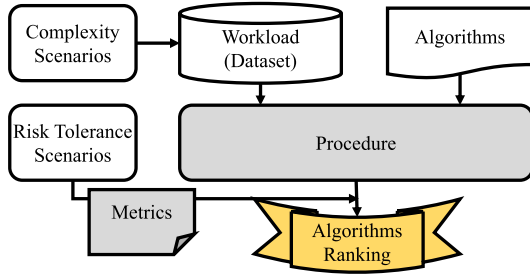 Complexity
Scenarios
Workload
(Dataset)
Algorithms
Risk Tolerance
Scenarios
Procedure
Metrics
Algorithms
Ranking